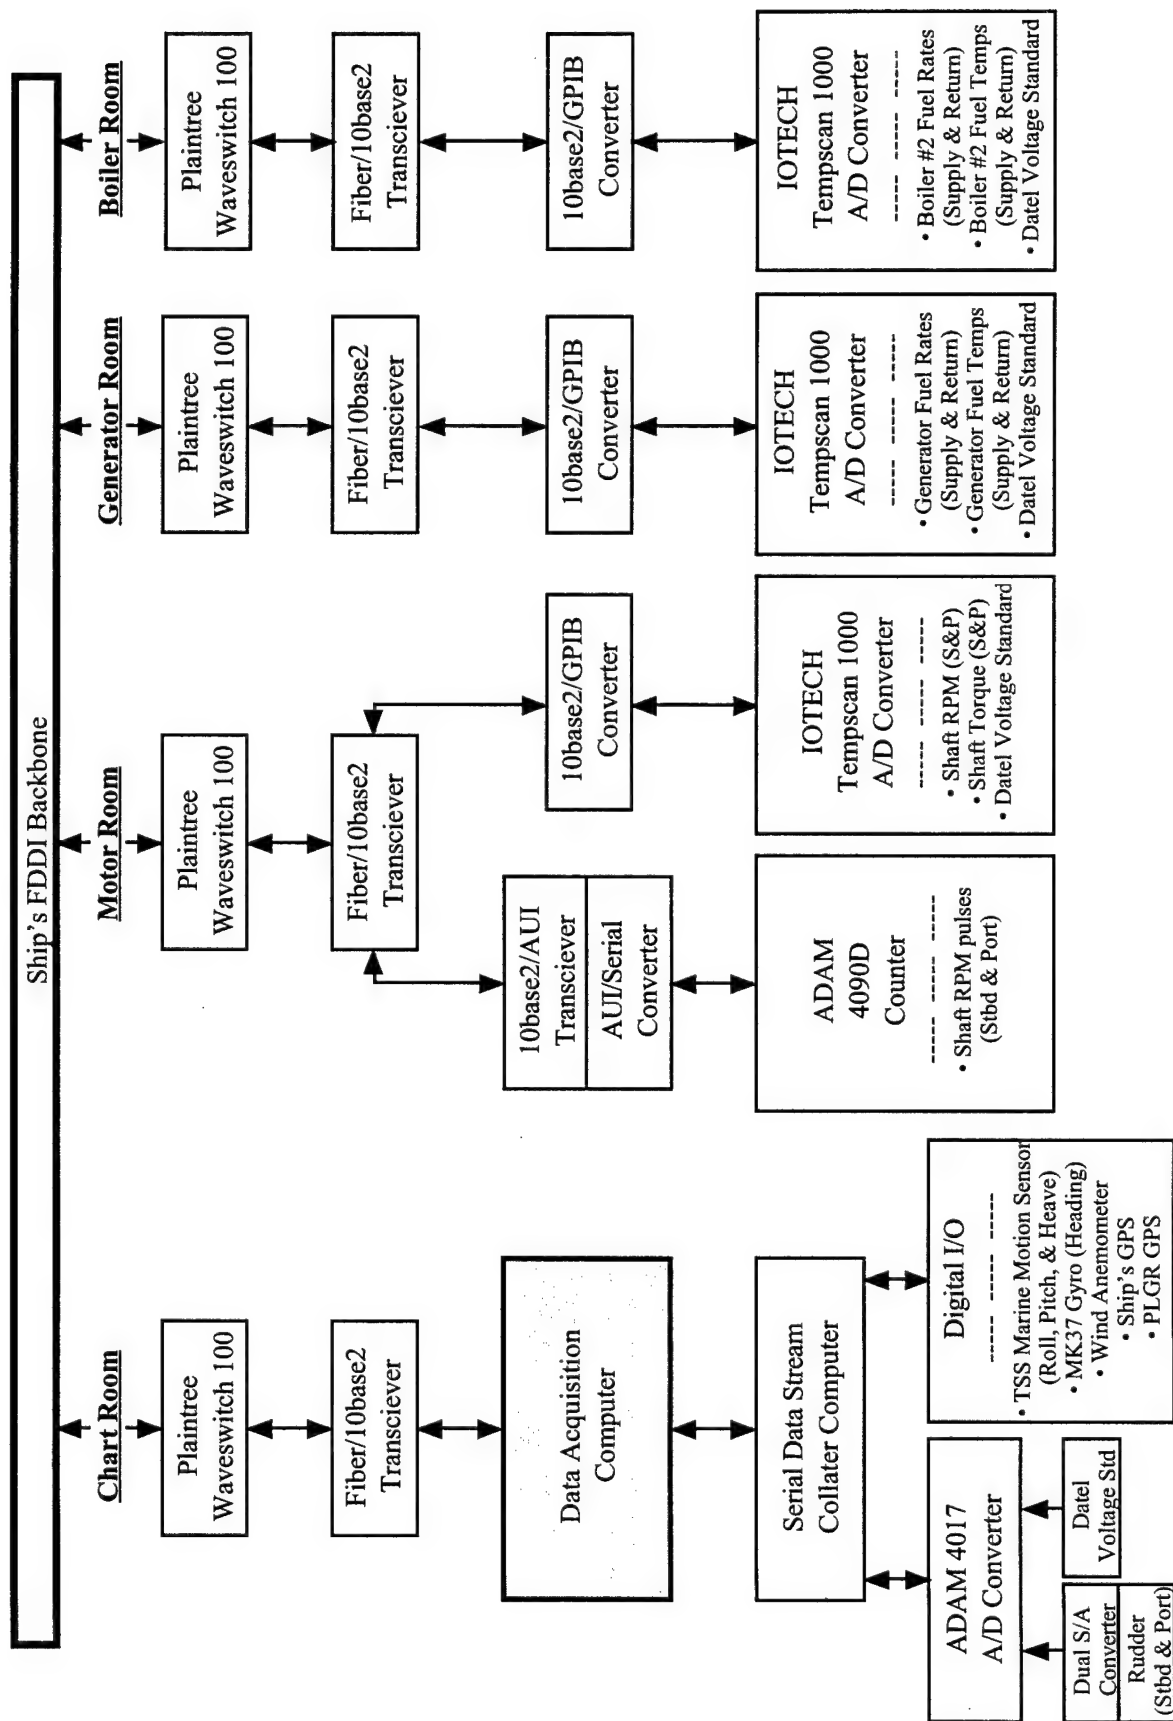 Ship's FDDI Backbone
Chart Room
Plaintree
Waveswitch 100
Fiber/10base2
Transciever
Data Acquisition
Computer
Serial Data Stream
Collater Computer
ADAM 4017
A/D Converter
Dual S/A
Converter
Rudder
(Stbd & Port)
Datel
Voltage Std
Digital I/O
----- ----- -----
• TSS Marine Motion Sensor
(Roll, Pitch, & Heave)
• MK37 Gyro (Heading)
• Wind Anemometer
• Ship's GPS
• PLGR GPS
Motor Room
Plaintree
Waveswitch 100
Fiber/10base2
Transciever
10base2/AUI
Transciever
AUI/Serial
Converter
ADAM
4090D
Counter
----- ----- -----
• Shaft RPM pulses
(Stbd & Port)
10base2/GPIB
Converter
IOTECH
Tempscan 1000
A/D Converter
----- ----- -----
• Shaft RPM (S&P)
• Shaft Torque (S&P)
• Datel Voltage Standard
Generator Room
Plaintree
Waveswitch 100
Fiber/10base2
Transciever
10base2/GPIB
Converter
IOTECH
Tempscan 1000
A/D Converter
----- ----- -----
• Generator Fuel Rates
(Supply & Return)
• Generator Fuel Temps
(Supply & Return)
• Datel Voltage Standard
Boiler Room
Plaintree
Waveswitch 100
Fiber/10base2
Transciever
10base2/GPIB
Converter
IOTECH
Tempscan 1000
A/D Converter
----- ----- -----
• Boiler #2 Fuel Rates
(Supply & Return)
• Boiler #2 Fuel Temps
(Supply & Return)
• Datel Voltage Standard